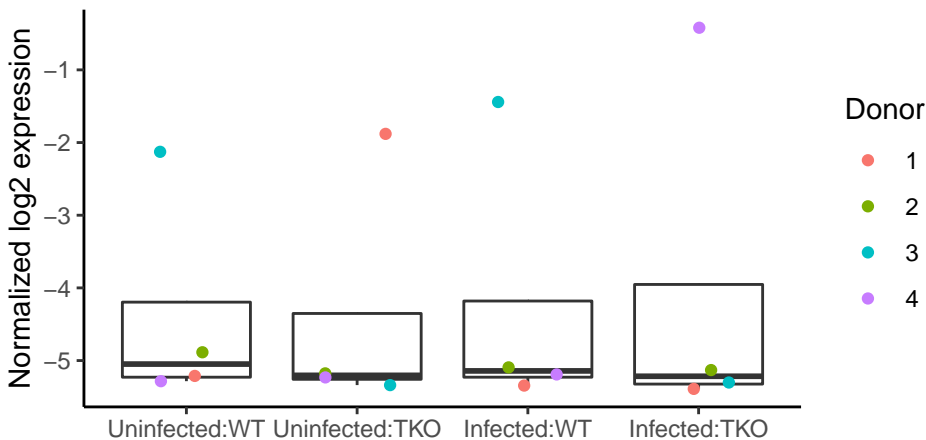 Normalized log2 expression
−1
−2
−3
−4
−5
Uninfected:WT
Uninfected:TKO
Infected:WT
Infected:TKO
Donor
1
2
3
4